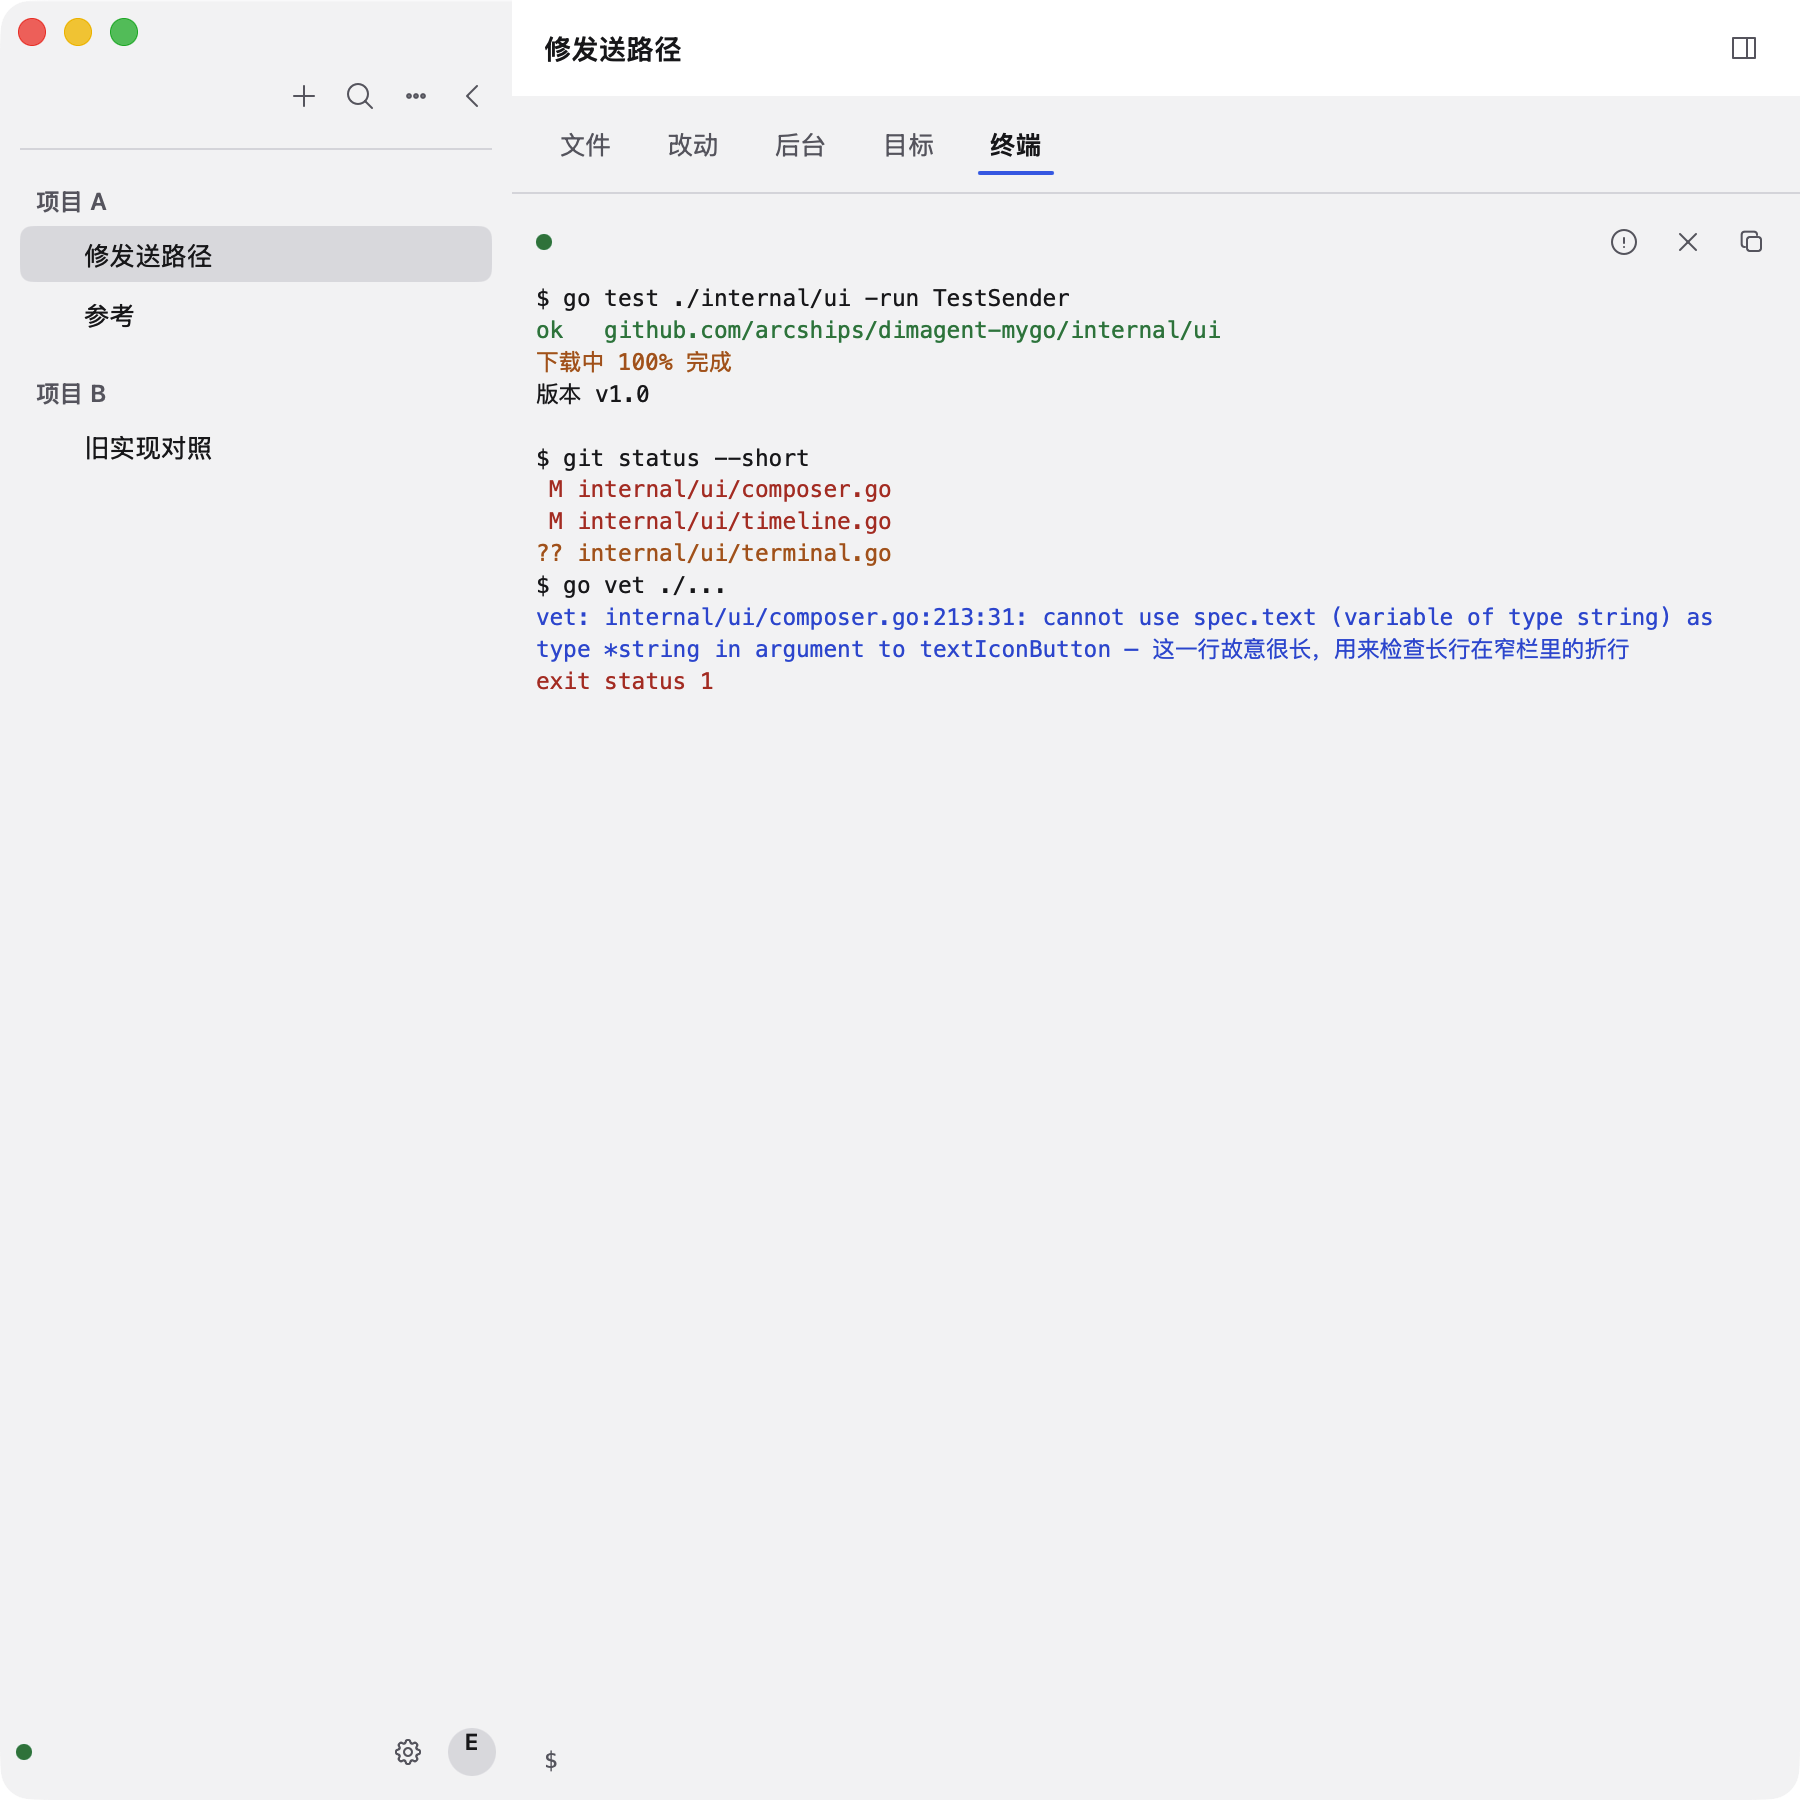 修发送路径
项目 A
修发送路径
参考
项目 B
旧实现对照
文件 改动 后台 目标 终端
$ go test ./internal/ui -run TestSender
ok   github.com/arcships/dimagent-mygo/internal/ui
下载中 100% 完成
版本 v1.0
$ git status --short
 M internal/ui/composer.go
 M internal/ui/timeline.go
?? internal/ui/terminal.go
$ go vet ./...
vet: internal/ui/composer.go:213:31: cannot use spec.text (variable of type string) as
type *string in argument to textIconButton — 这一行故意很长，用来检查长行在窄栏里的折行
exit status 1
E
$